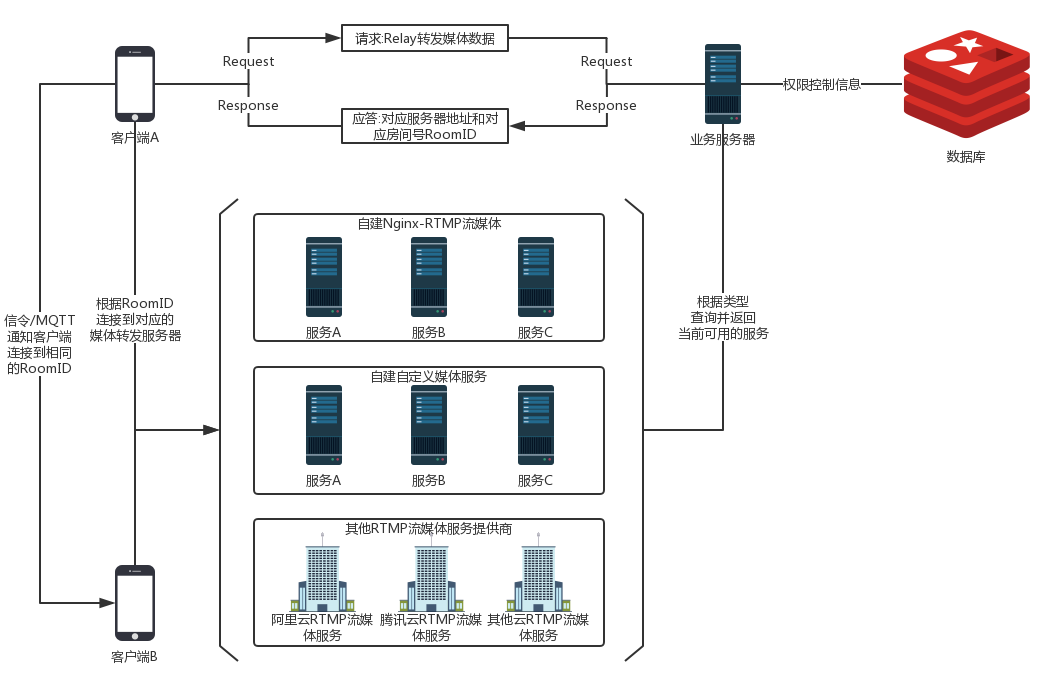 请求:Relay转发媒体数据
Request
Request
Response
Response
应答:对应服务器地址和对
应房间号RoomID
客户端A
业务服务器
权限控制信息
数据库
自建Nginx-RTMP流媒体
服务A
服务B
服务C
信令/MQTT
通知客户端
连接到相同
的RoomID
根据RoomID
连接到对应的
媒体转发服务器
根据类型
查询并返回
当前可用的服务
自建自定义媒体服务
服务A
服务B
服务C
其他RTMP流媒体服务提供商
阿里云RTMP流媒
体服务
腾讯云RTMP流媒
体服务
其他云RTMP流媒
体服务
客户端B